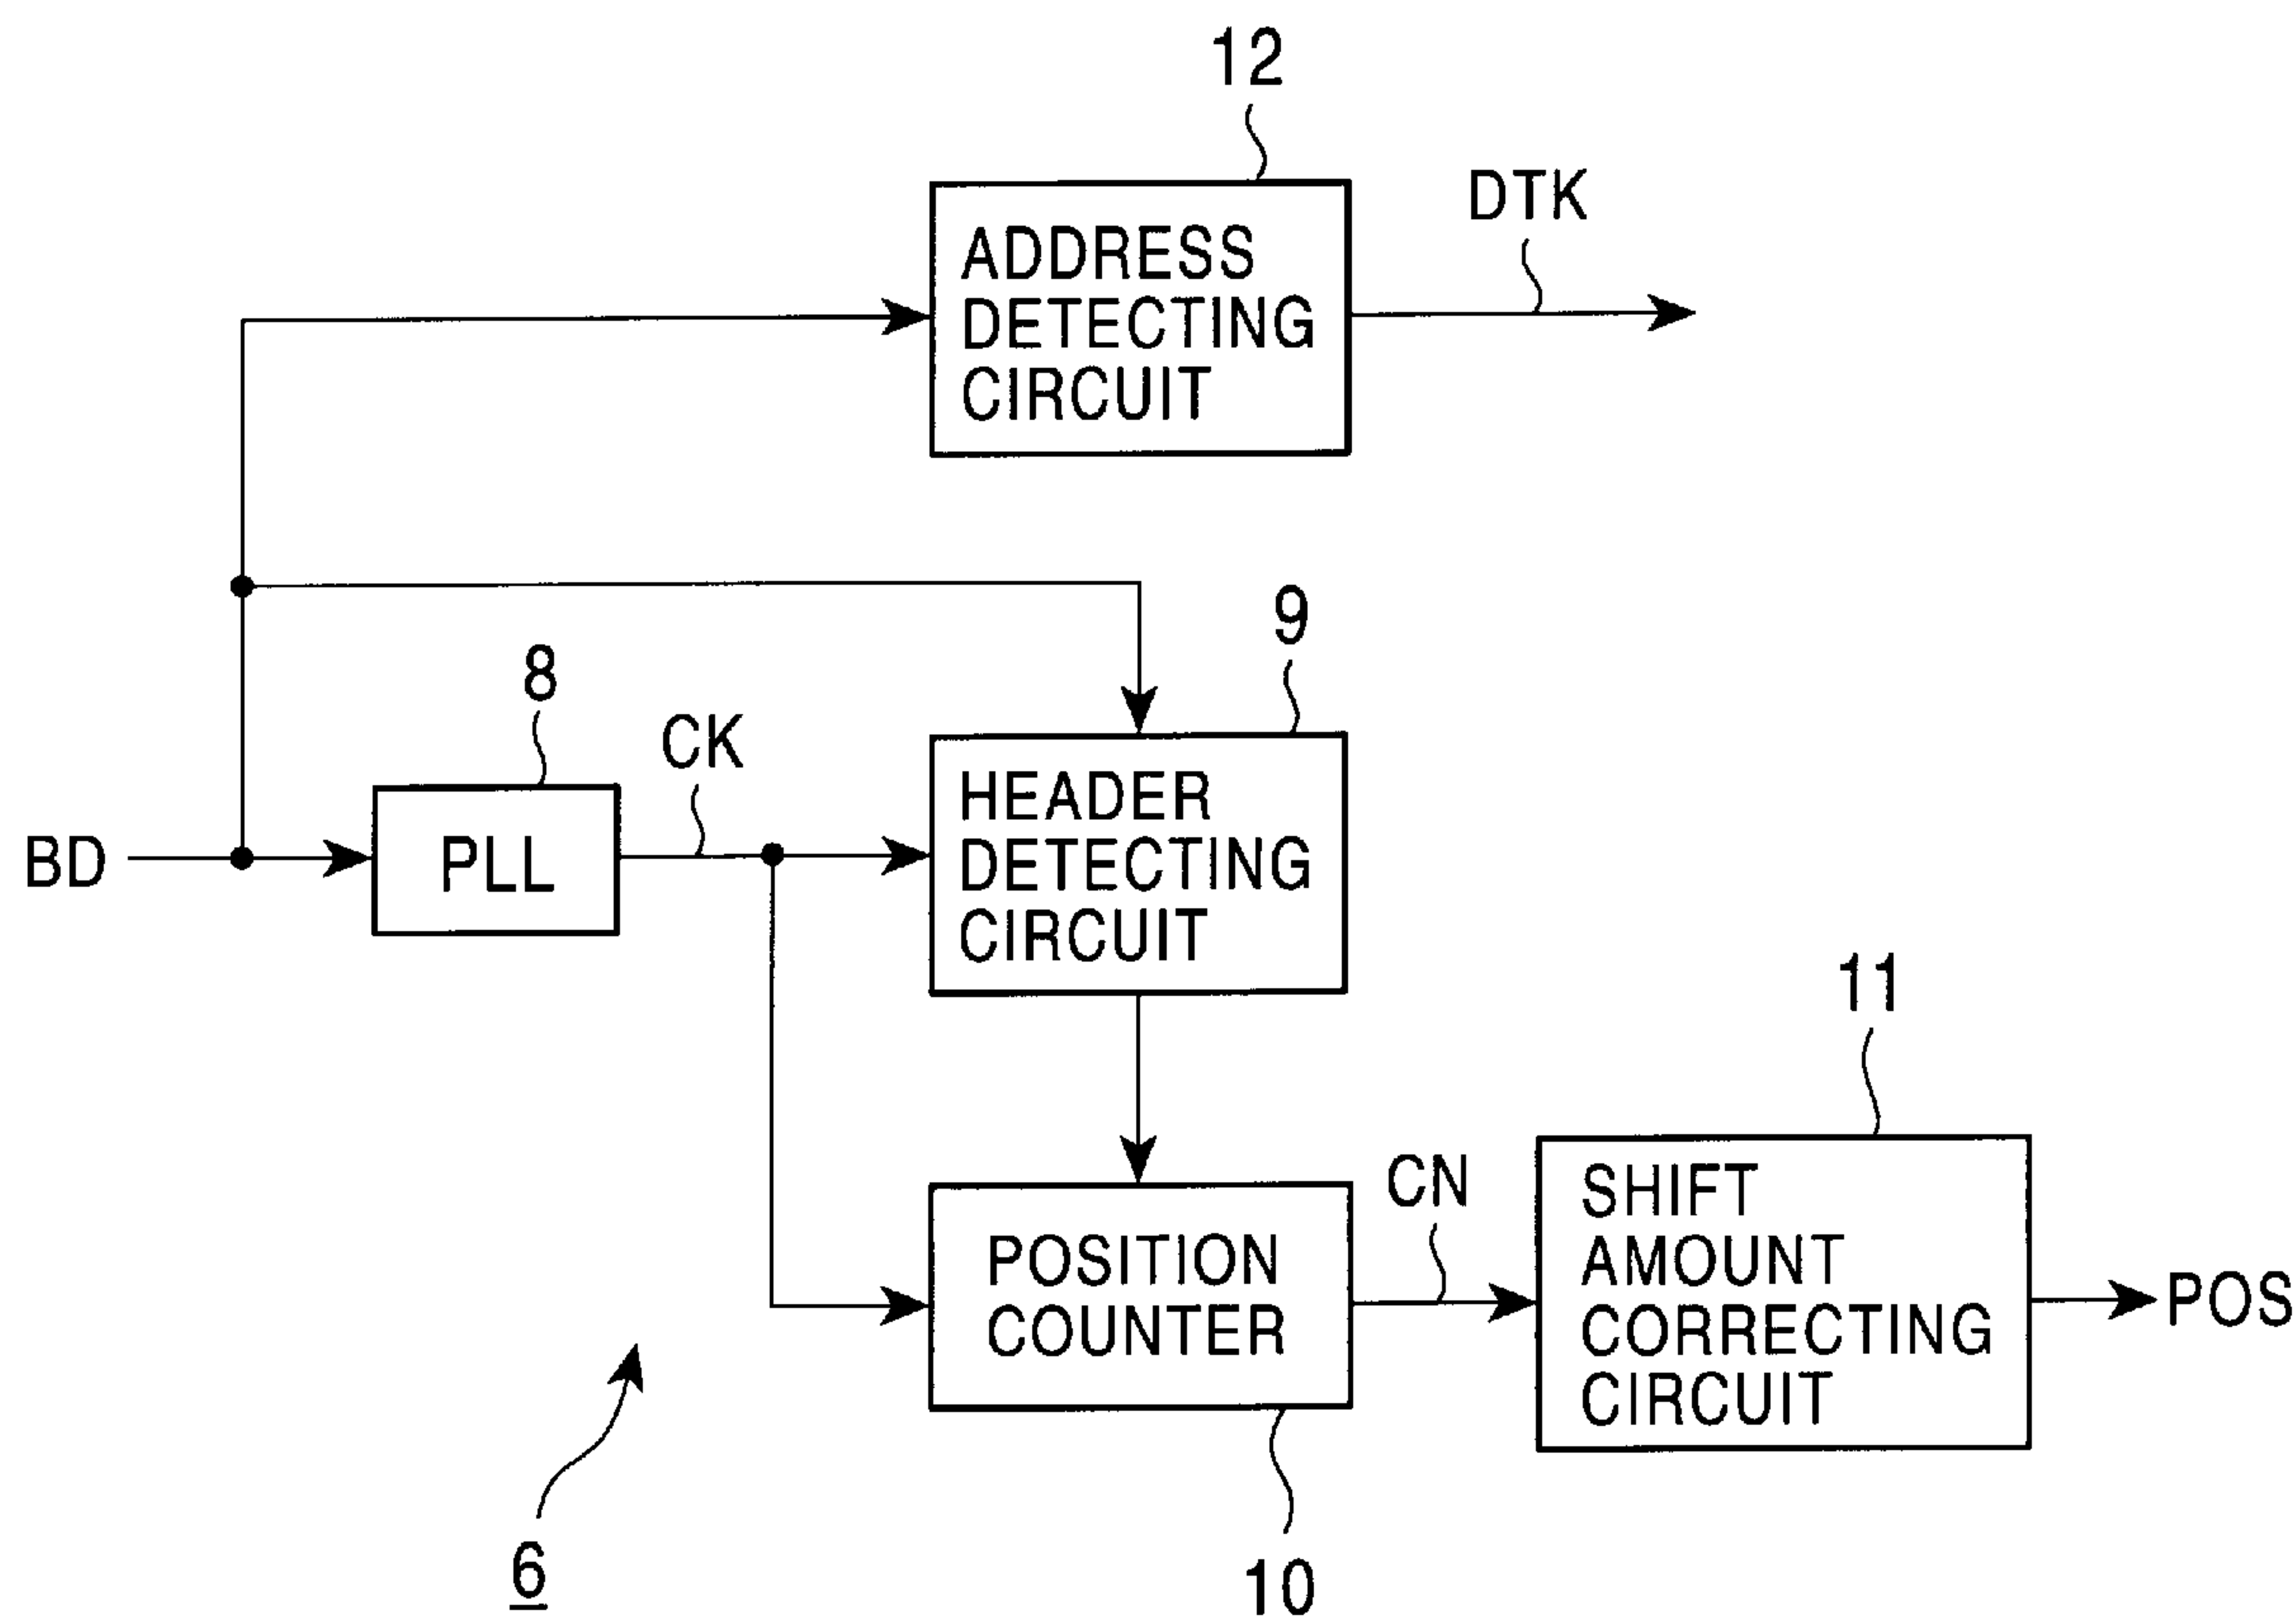 12
ADDRESS
DETECTING
CIRCUIT
DTK
9
8
CK
BD
PLL
HEADER
DETECTING
CIRCUIT
11
CN
POSITION
COUNTER
SHIFT
AMOUNT
CORRECTING
CIRCUIT
POS
6
10